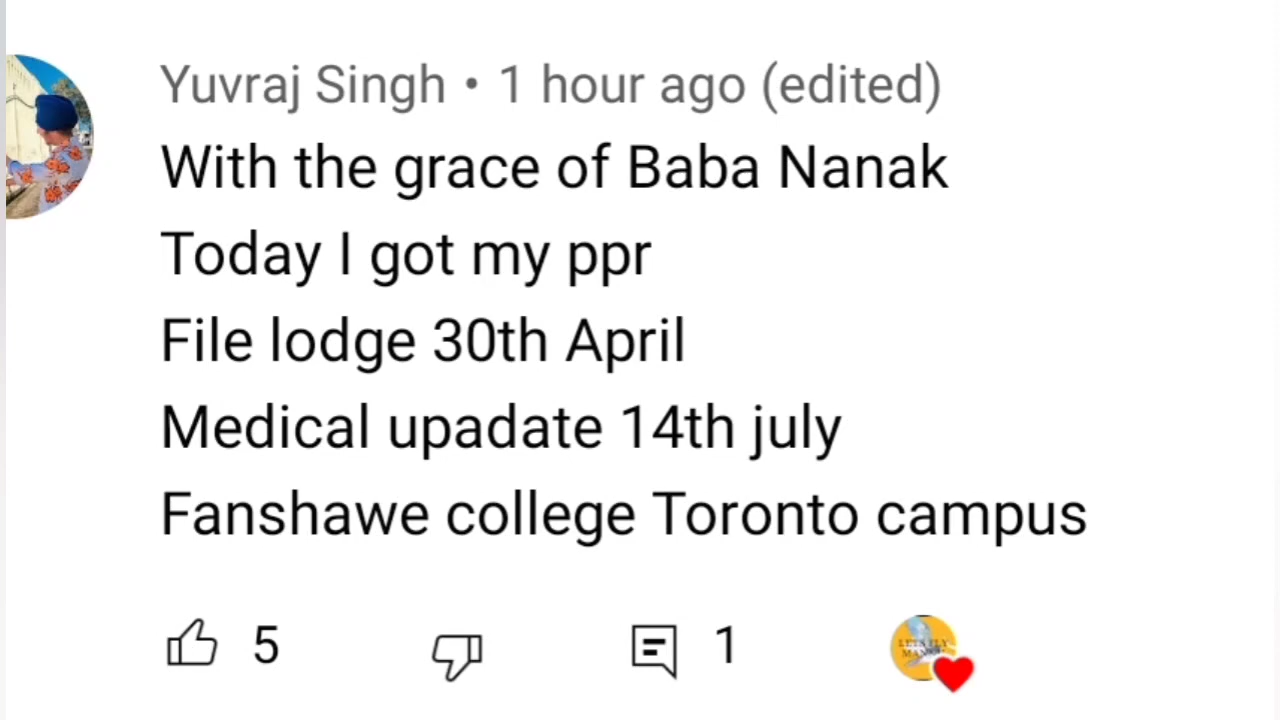 Yuvraj Singh • 1 hour ago (edited)
With the grace of Baba Nanak
Today I got my ppr
File lodge 30th April
Medical upadate 14th july
Fanshawe college Toronto campus
5
1